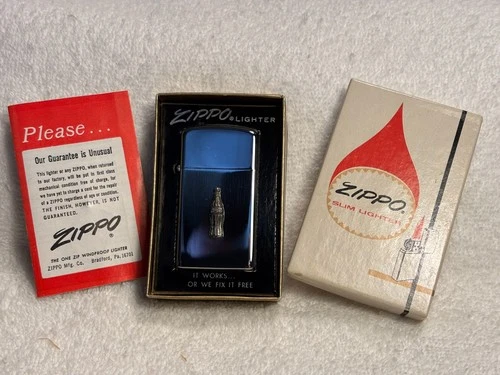 Please...
Our Guarantee is Unusual
This lighter at any ZIPPO, when returned
to our factory, will be put in first class
mechanical condition free of charge, for
we have yet to charge a cent for the repair
of a ZIPPO regardless of age or condition.
THE FINISH, HOWEVER, IS NOT
GUARANTEED.
ZIPPO
THE ONE ZIP WINDPROOF LIGHTER
ZIPPO Mfg. Co. Bradford, Pa. 16701
ZIPPO® LIGHTER
IT WORKS...
OR WE FIX IT FREE
ZIPPO®
SLIM LIGHTER